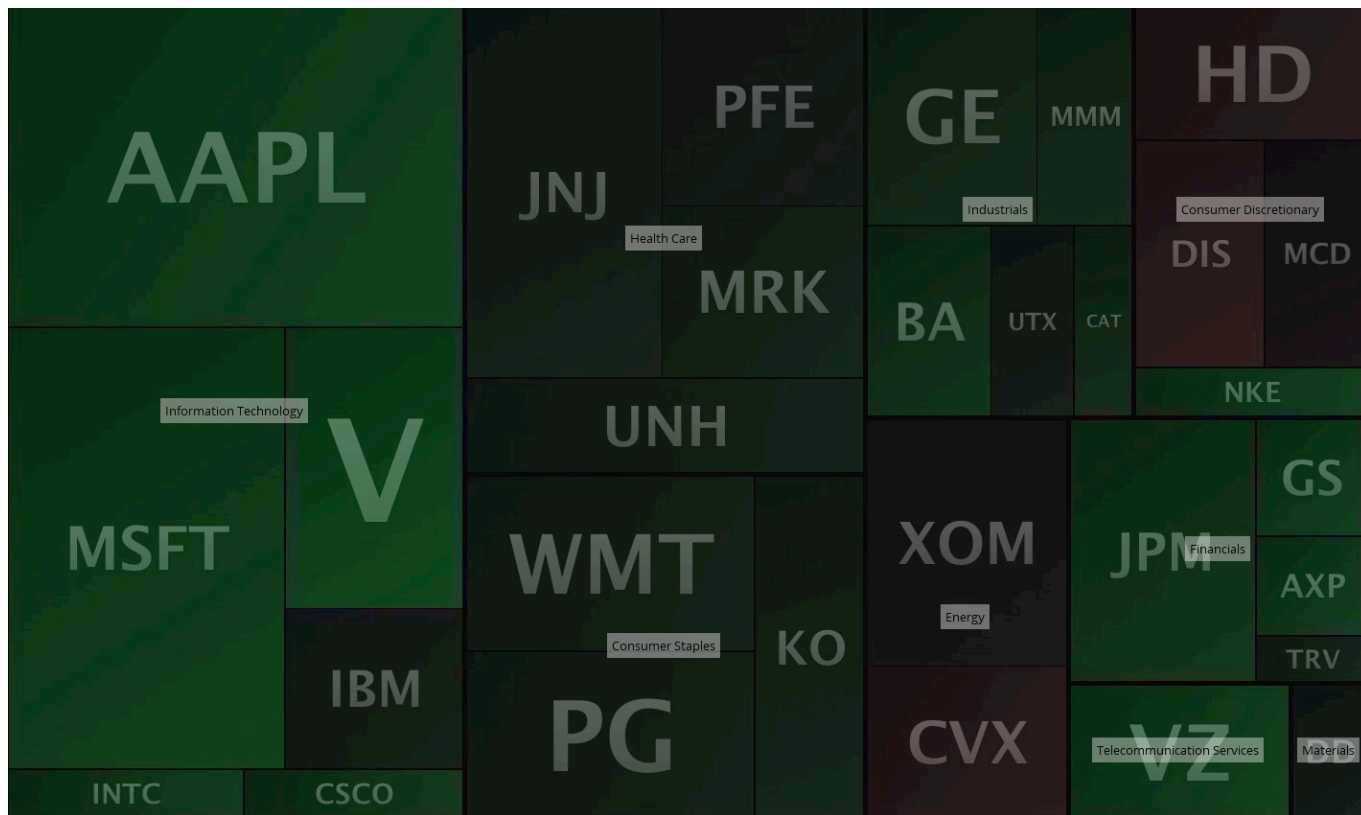 AAPL
MSFT
V
IBM
INTC
CSCO
Information Technology
JNJ
PFE
MRK
UNH
Health Care
WMT
PG
KO
Consumer Staples
GE
MMM
BA
UTX
CAT
Industrials
HD
DIS
MCD
NKE
Consumer Discretionary
XOM
CVX
Energy
JPM
GS
AXP
TRV
Financials
VZ
Telecommunication Services
DD
Materials